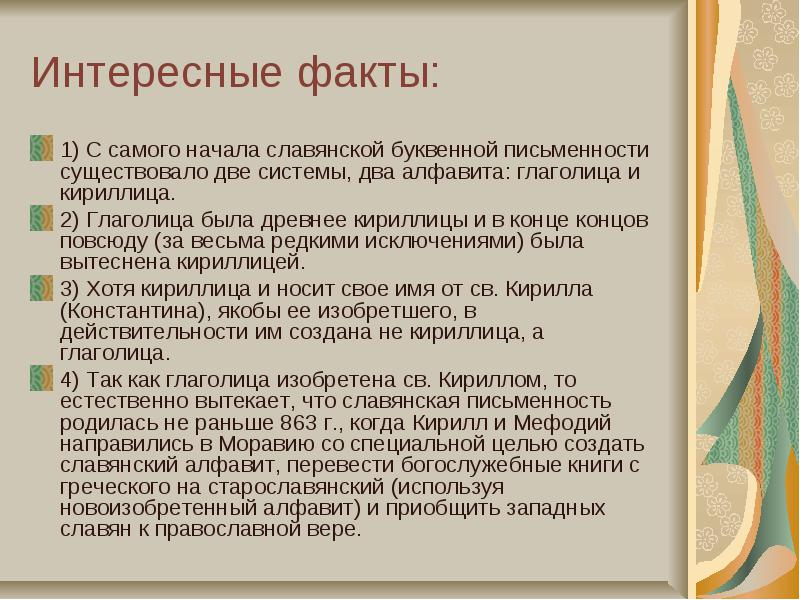 Интересные факты:
1) С самого начала славянской буквенной письменности
существовало две системы, два алфавита: глаголица и
кириллица.
2) Глаголица была древнее кириллицы и в конце концов
повсюду (за весьма редкими исключениями) была
вытеснена кириллицей.
3) Хотя кириллица и носит свое имя от св. Кирилла
(Константина), якобы ее изобретшего, в
действительности им создана не кириллица, а
глаголица.
4) Так как глаголица изобретена св. Кириллом, то
естественно вытекает, что славянская письменность
родилась не раньше 863 г., когда Кирилл и Мефодий
направились в Моравию со специальной целью создать
славянский алфавит, перевести богослужебные книги с
греческого на старославянский (используя
новоизобретенный алфавит) и приобщить западных
славян к православной вере.